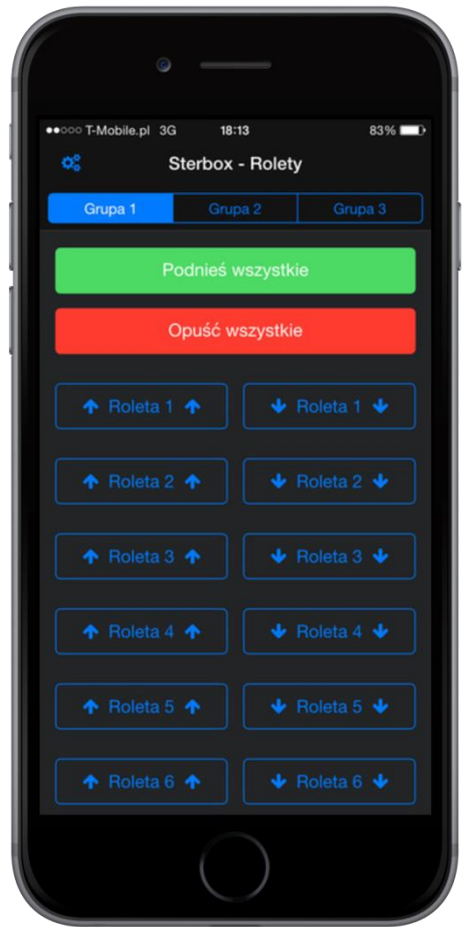 T-Mobile.pl 3G 18:13 83%
Sterbox - Rolety
Grupa 1 Grupa 2 Grupa 3
Podnieś wszystkie
Opuść wszystkie
↑ Roleta 1 ↑ ↓ Roleta 1 ↓
↑ Roleta 2 ↑ ↓ Roleta 2 ↓
↑ Roleta 3 ↑ ↓ Roleta 3 ↓
↑ Roleta 4 ↑ ↓ Roleta 4 ↓
↑ Roleta 5 ↑ ↓ Roleta 5 ↓
↑ Roleta 6 ↑ ↓ Roleta 6 ↓